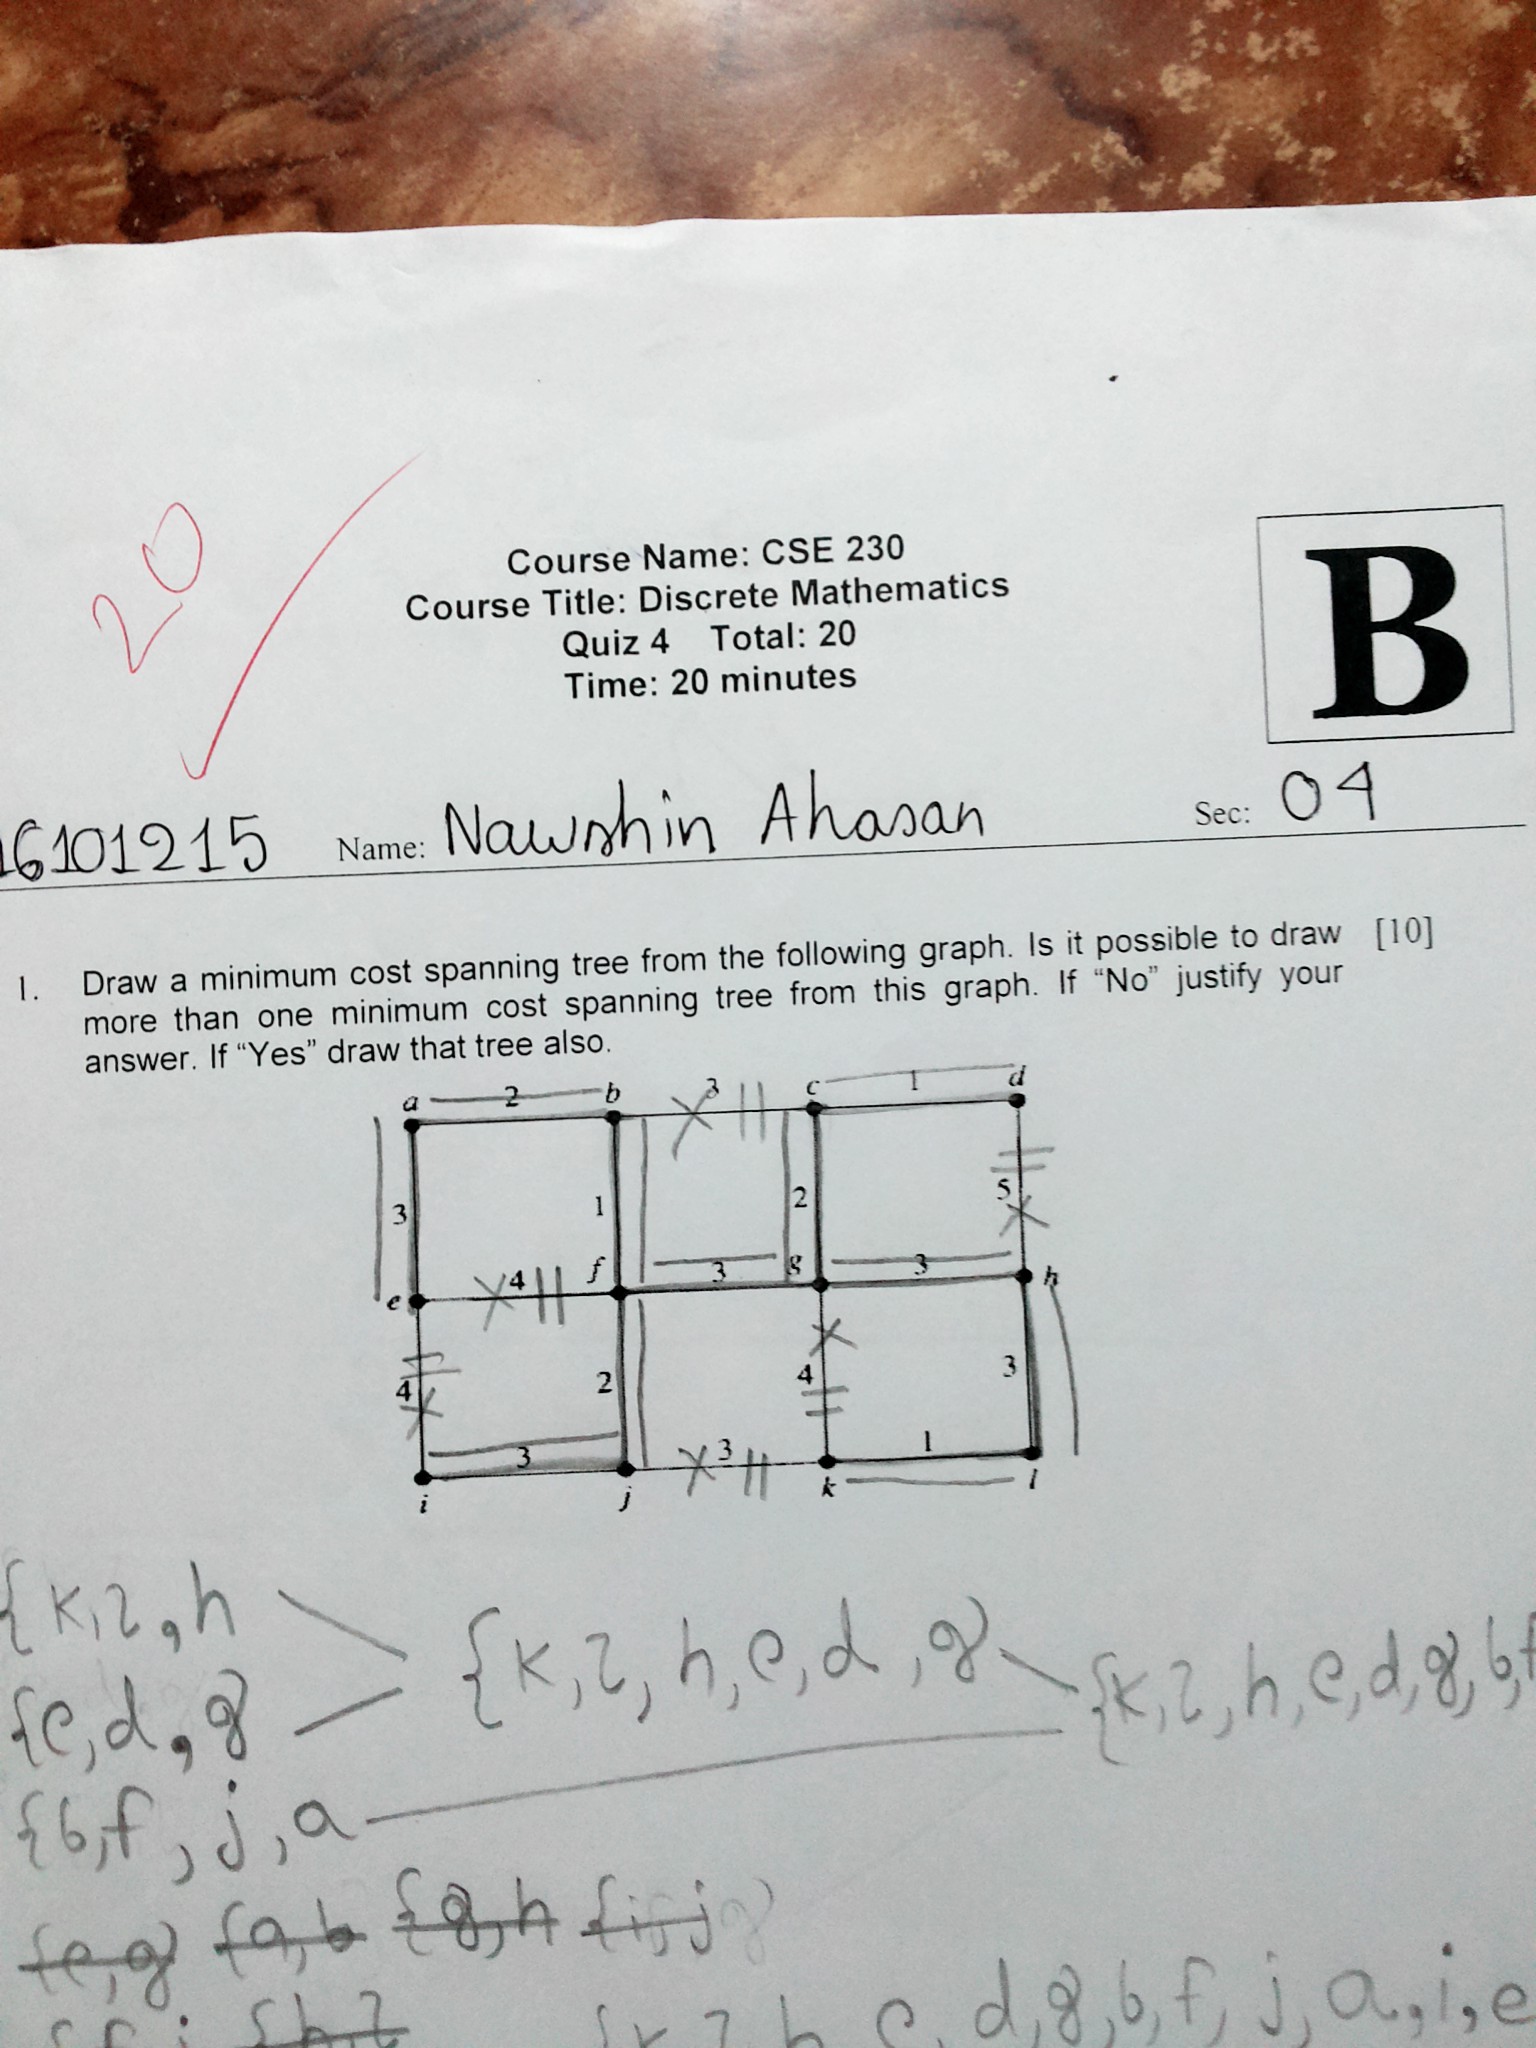 20
Course Name: CSE 230
Course Title: Discrete Mathematics
Quiz 4 Total: 20
Time: 20 minutes
B
16101215 Name: Nawshin Ahasan Sec: 04
1. Draw a minimum cost spanning tree from the following graph. Is it possible to draw [10]
more than one minimum cost spanning tree from this graph. If “No” justify your
answer. If “Yes” draw that tree also.
a 2 b 3 c 1 d
3 1 2 5
e 4 f 3 g 3 h
4 2 4 3
i 3 j 3 k 1 l
{k,l,h
{k,l,h,c,d,g
{k,l,h,c,d,g,b,f
{c,d,g
{b,f,j,a
{c,g} {a,b {g,h {i,j
{f,j {h,l {k,l,h,c,d,g,b,f,j,a,i,e